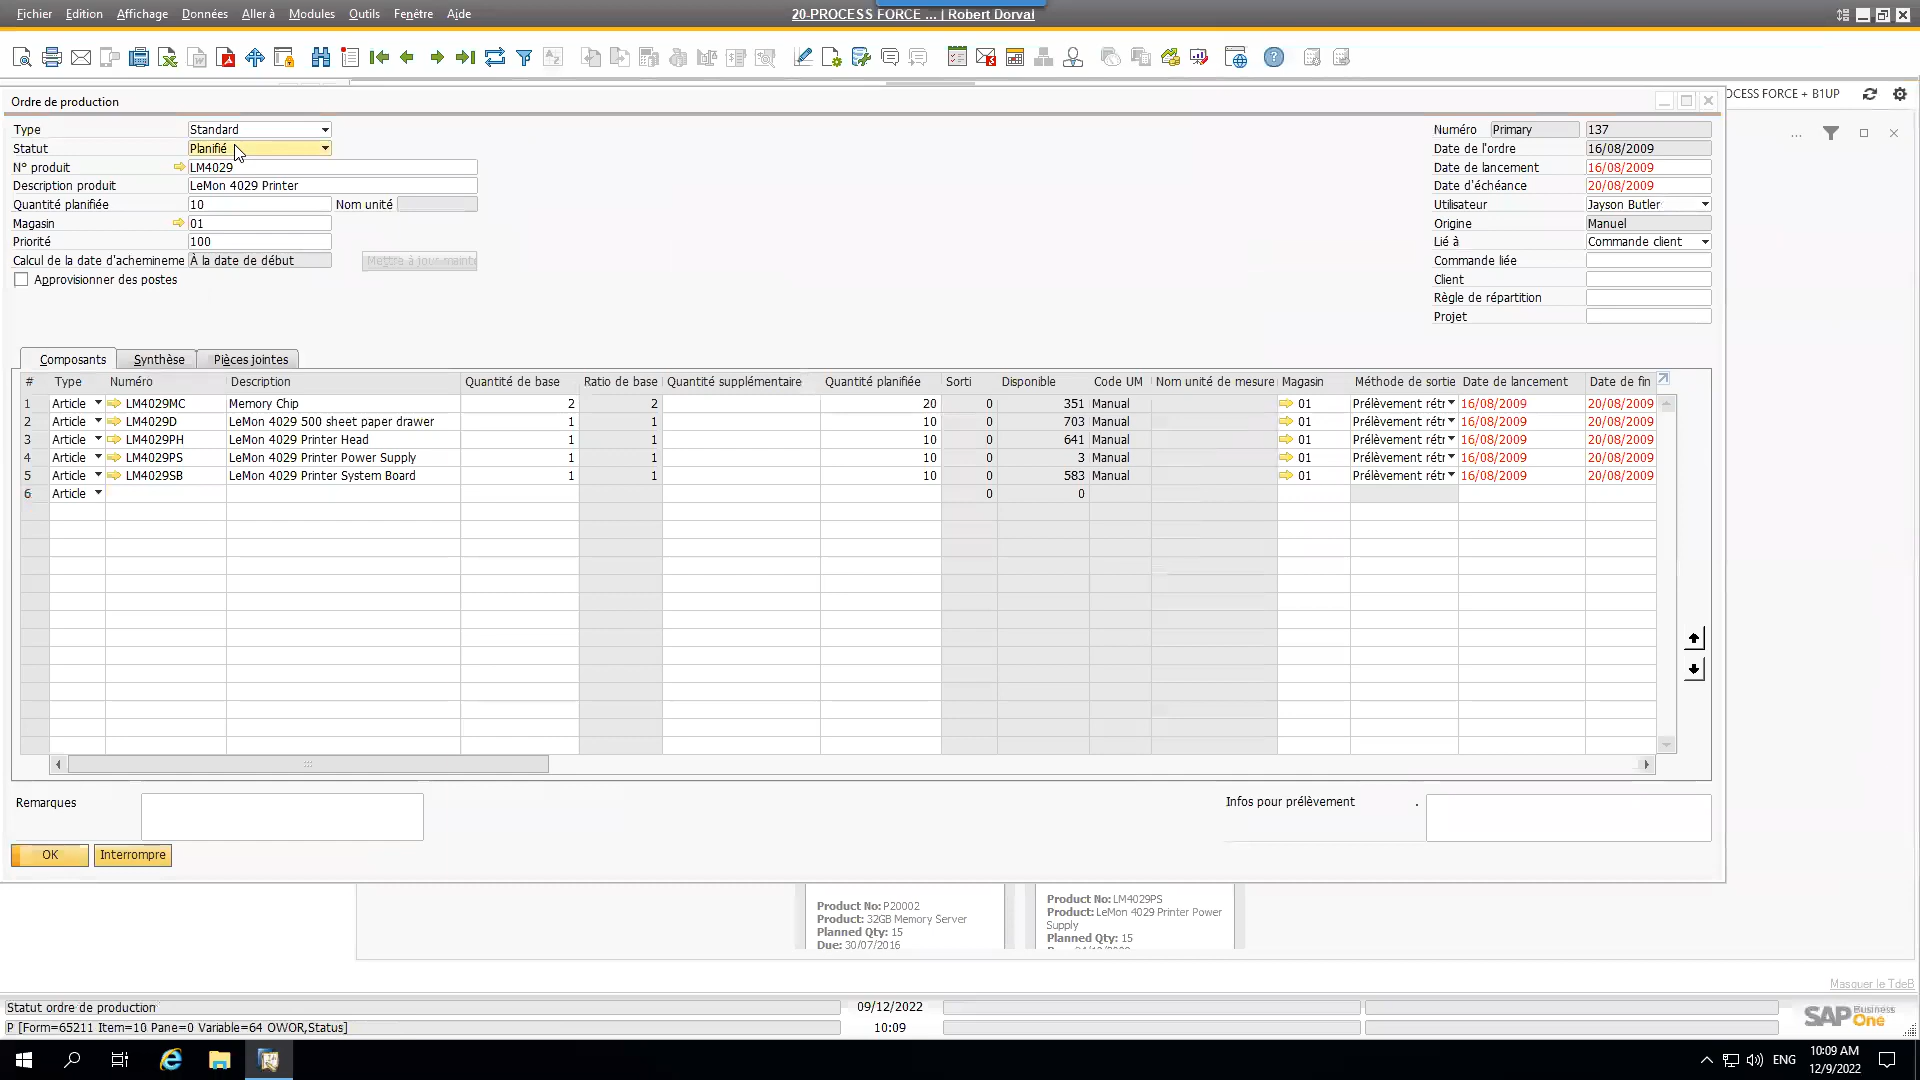 Fichier Edition Affichage Données Aller à Modules Outils Fenêtre Aide
20-PROCESS FORCE ... | Robert Dorval
OCESS FORCE + B1UP
Ordre de production
Type Standard
Statut Planifié
N° produit LM4029
Description produit LeMon 4029 Printer
Quantité planifiée 10 Nom unité
Magasin 01
Priorité 100
Calcul de la date d'achemineme À la date de début Mettre à jour mainte
Approvisionner des postes
Numéro Primary 137
Date de l'ordre 16/08/2009
Date de lancement 16/08/2009
Date d'échéance 20/08/2009
Utilisateur Jayson Butler
Origine Manuel
Lié à Commande client
Commande liée
Client
Règle de répartition
Projet
Composants Synthèse Pièces jointes
# Type Numéro Description Quantité de base Ratio de base Quantité supplémentaire Quantité planifiée Sorti Disponible Code UM Nom unité de mesure Magasin Méthode de sortie Date de lancement Date de fin
1 Article LM4029MC Memory Chip 2 2 20 0 351 Manual 01 Prélèvement rétr 16/08/2009 20/08/2009
2 Article LM4029D LeMon 4029 500 sheet paper drawer 1 1 10 0 703 Manual 01 Prélèvement rétr 16/08/2009 20/08/2009
3 Article LM4029PH LeMon 4029 Printer Head 1 1 10 0 641 Manual 01 Prélèvement rétr 16/08/2009 20/08/2009
4 Article LM4029PS LeMon 4029 Printer Power Supply 1 1 10 0 3 Manual 01 Prélèvement rétr 16/08/2009 20/08/2009
5 Article LM4029SB LeMon 4029 Printer System Board 1 1 10 0 583 Manual 01 Prélèvement rétr 16/08/2009 20/08/2009
6 Article 0 0
Remarques
Infos pour prélèvement .
OK Interrompre
Product No: P20002
Product: 32GB Memory Server
Planned Qty: 15
Due: 30/07/2016
Product No: LM4029PS
Product: LeMon 4029 Printer Power
Supply
Planned Qty: 15
Masquer le TdeB
Statut ordre de production 09/12/2022
P [Form=65211 Item=10 Pane=0 Variable=64 OWOR,Status] 10:09
SAP Business One
ENG
10:09 AM
12/9/2022